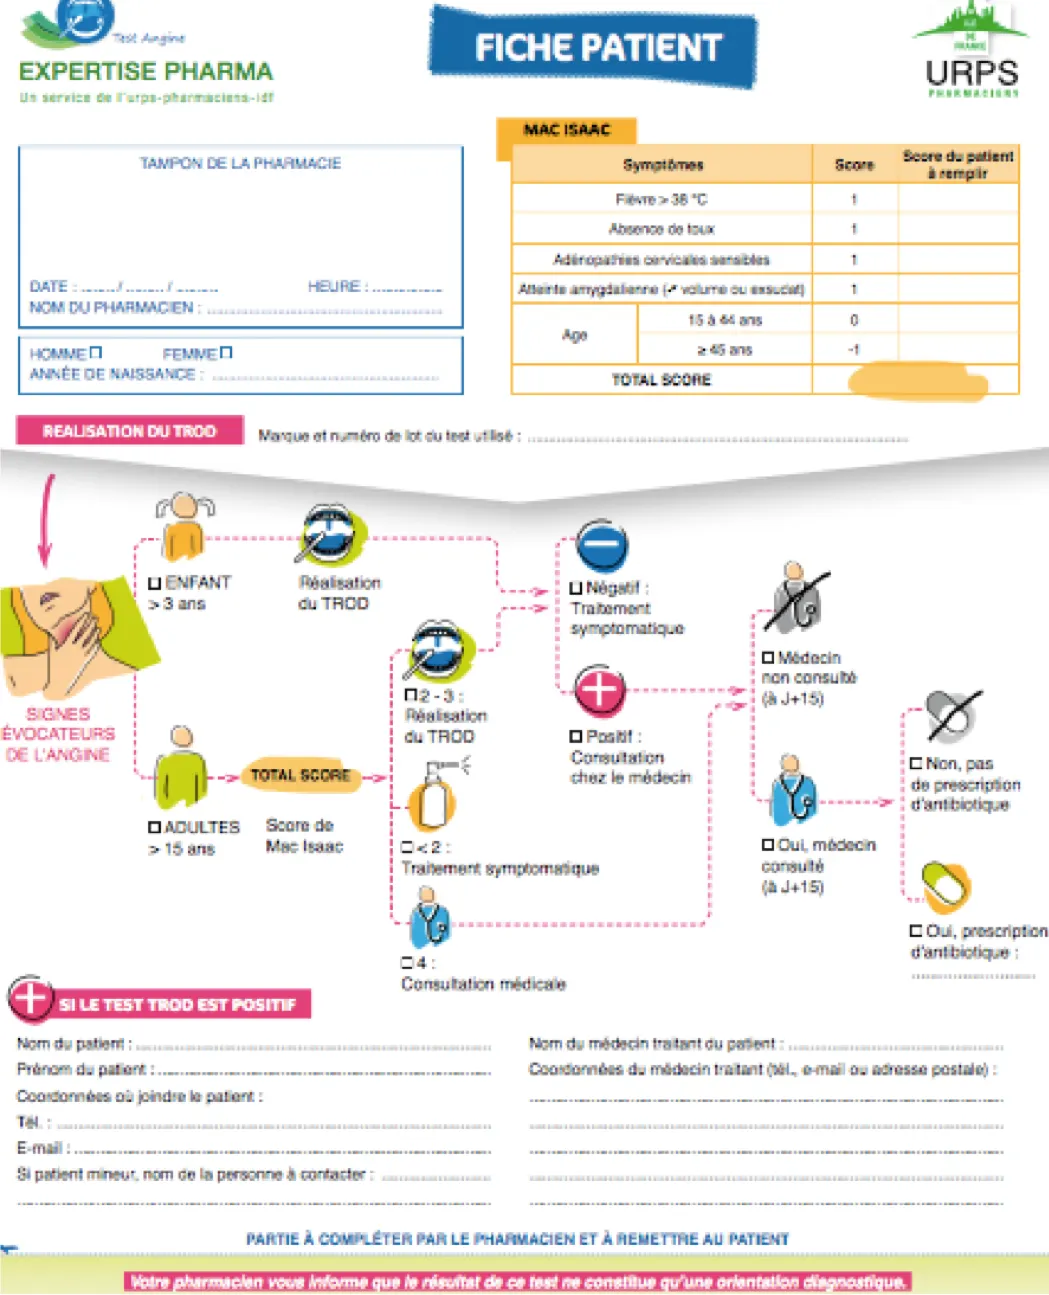 Test Angine
EXPERTISE PHARMA
Un service de l'urps-pharmaciens-idf
FICHE PATIENT
ILE
DE
FRANCE
URPS
PHARMACIENS
TAMPON DE LA PHARMACIE
DATE : ......... / ......... / ..........
HEURE : .................
NOM DU PHARMACIEN : ..........................................................
HOMME
FEMME
ANNÉE DE NAISSANCE : ........................................................
MAC ISAAC
Symptômes Score Score du patient
à remplir
Fièvre > 38 °C 1
Absence de toux 1
Adénopathies cervicales sensibles 1
Atteinte amygdalienne (↗ volume ou exsudat) 1
Age 15 à 44 ans 0
≥ 45 ans -1
TOTAL SCORE
REALISATION DU TROD
Marque et numéro de lot du test utilisé : ..........................................................
SIGNES
ÉVOCATEURS
DE L'ANGINE
ENFANT
> 3 ans
Réalisation
du TROD
ADULTES
> 15 ans
TOTAL SCORE
Score de
Mac Isaac
2 - 3 :
Réalisation
du TROD
< 2 :
Traitement symptomatique
4 :
Consultation médicale
Négatif :
Traitement
symptomatique
Positif :
Consultation
chez le médecin
Médecin
non consulté
(à J+15)
Oui, médecin
consulté
(à J+15)
Non, pas
de prescription
d'antibiotique
Oui, prescription
d'antibiotique :
..............................
SI LE TEST TROD EST POSITIF
Nom du patient : ..........................................................
Prénom du patient : ..........................................................
Coordonnées où joindre le patient :
Tél. : ..........................................................
E-mail : ..........................................................
Si patient mineur, nom de la personne à contacter : ..........................
Nom du médecin traitant du patient : ..........................................
Coordonnées du médecin traitant (tél., e-mail ou adresse postale) :
PARTIE À COMPLÉTER PAR LE PHARMACIEN ET À REMETTRE AU PATIENT
Votre pharmacien vous informe que le résultat de ce test ne constitue qu'une orientation diagnostique.